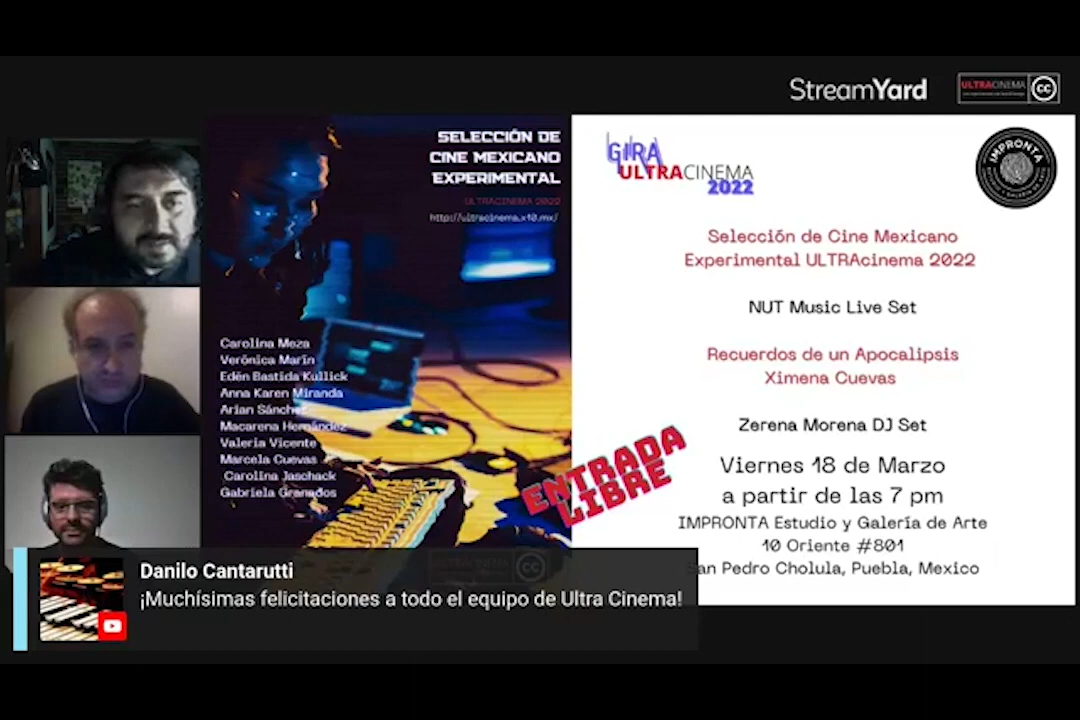 StreamYard
ULTRACINEMA
cc
SELECCIÓN DE
CINE MEXICANO
EXPERIMENTAL
ULTRACINEMA 2022
http://ultracinema.x10.mx/
Carolina Meza
Verónica Marín
Edén Bastida Kullick
Anna Karen Miranda
Arian Sánchez
Macarena Hernández
Valeria Vicente
Marcela Cuevas
Carolina Jaschack
Gabriela Granados
ENTRADA
LIBRE
GIRA
ULTRACINEMA
2022
IMPRONTA
Selección de Cine Mexicano
Experimental ULTRAcinema 2022
NUT Music Live Set
Recuerdos de un Apocalipsis
Ximena Cuevas
Zerena Morena DJ Set
Viernes 18 de Marzo
a partir de las 7 pm
IMPRONTA Estudio y Galería de Arte
10 Oriente #801
San Pedro Cholula, Puebla, Mexico
Danilo Cantarutti
¡Muchísimas felicitaciones a todo el equipo de Ultra Cinema!